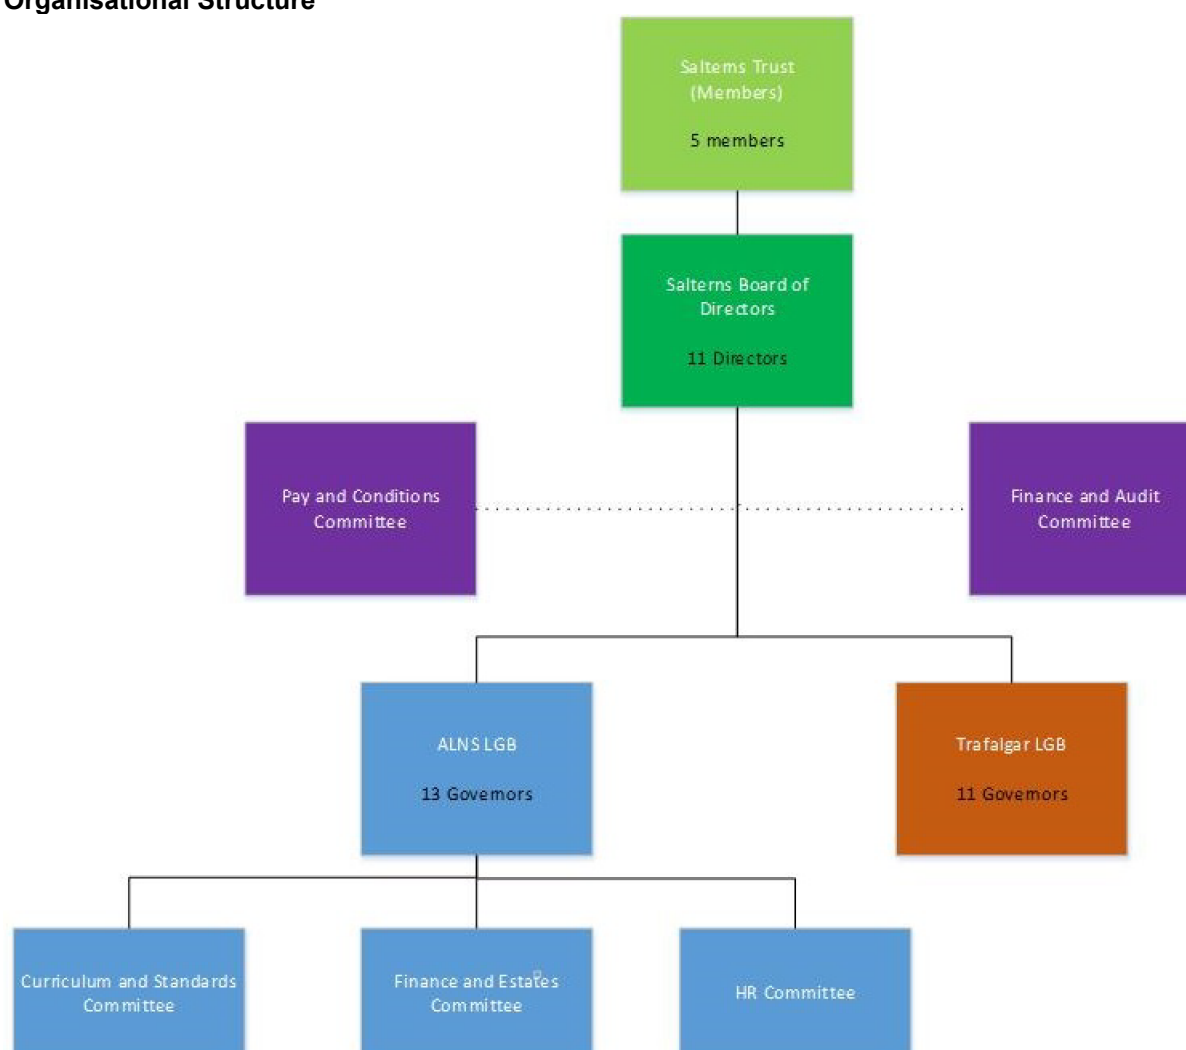 Organisational Structure
Salterns Trust
(Members)
5 members
Salterns Board of
Directors
11 Directors
Pay and Conditions
Committee
Finance and Audit
Committee
ALNS LGB
13 Governors
Trafalgar LGB
11 Governors
Curriculum and Standards
Committee
Finance and Estates
Committee
HR Committee